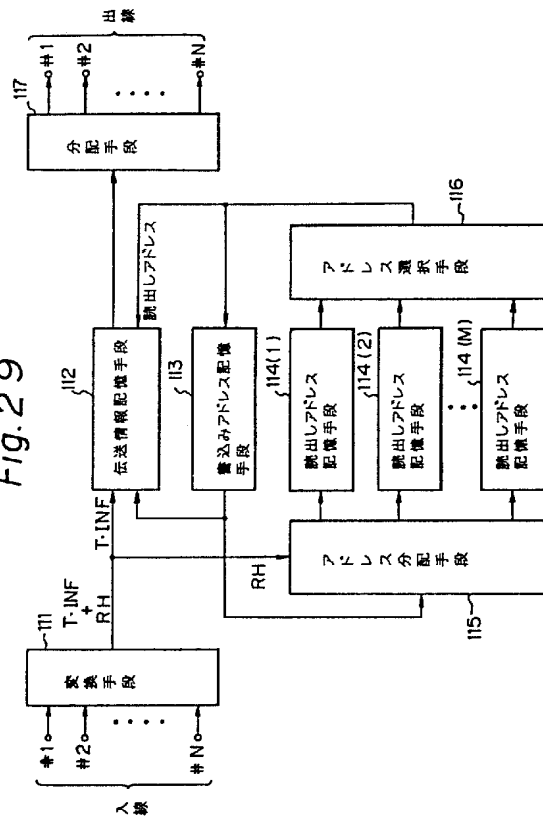 Fig. 29
入線
#1
#2
#N
111
変換手段
T·INF
+
RH
T·INF
RH
112
伝送情報記憶手段
読出しアドレス
113
書込みアドレス記憶
手段
114(1)
読出しアドレス
記憶手段
114(2)
読出しアドレス
記憶手段
114(M)
読出しアドレス
記憶手段
115
アドレス分配手段
116
アドレス選択手段
117
分配手段
#1
#2
#N
出線